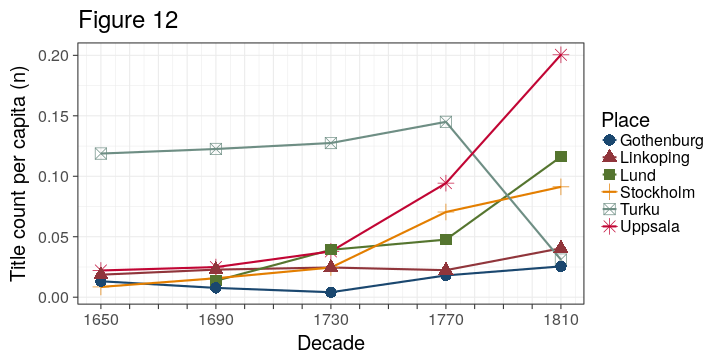 Figure 12
Title count per capita (n)
0.20
0.15
0.10
0.05
0.00
1650 1690 1730 1770 1810
Decade
Place
Gothenburg
Linkoping
Lund
Stockholm
Turku
Uppsala